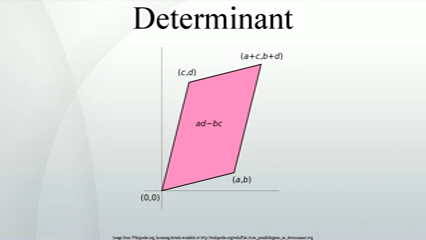 Determinant
(a+c,b+d)
(c,d)
ad−bc
(a,b)
(0,0)